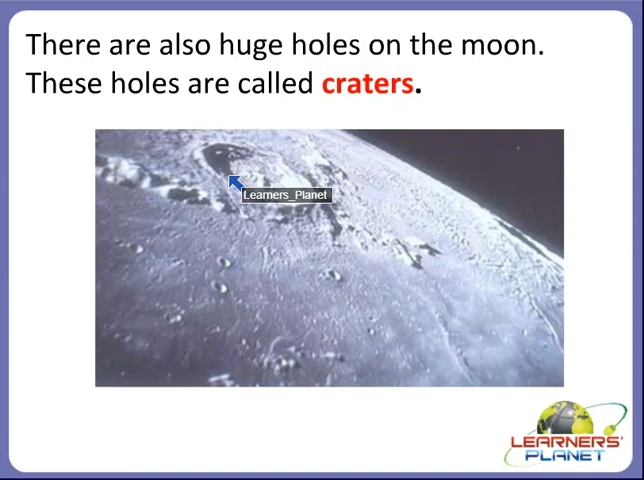 There are also huge holes on the moon.
These holes are called craters.
Learners_Planet
LEARNERS'
PLANET